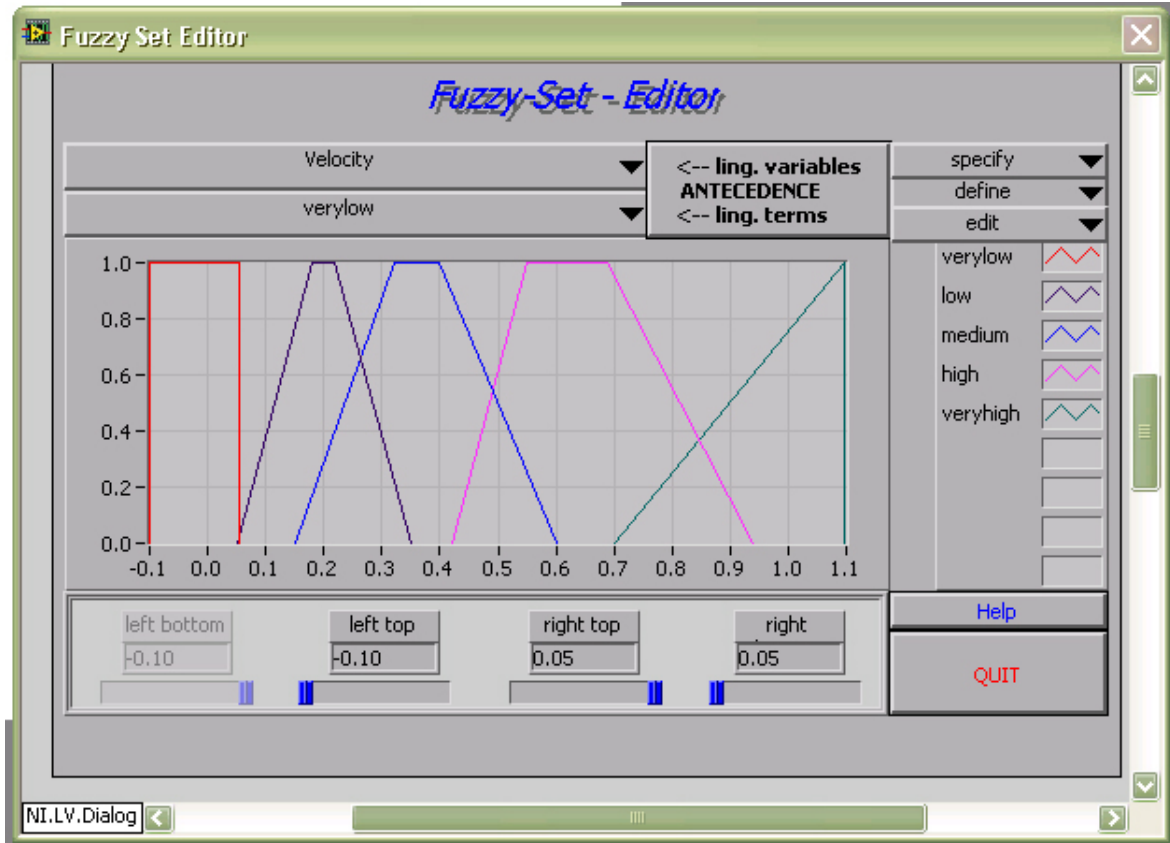 Fuzzy Set Editor
Fuzzy-Set - Editor
Velocity
<-- ling. variables
ANTECEDENCE
<-- ling. terms
verylow
specify
define
edit
1.0
0.8
0.6
0.4
0.2
0.0
-0.1 0.0 0.1 0.2 0.3 0.4 0.5 0.6 0.7 0.8 0.9 1.0 1.1
verylow
low
medium
high
veryhigh
left bottom
-0.10
left top
-0.10
right top
0.05
right
0.05
Help
QUIT
NI.LV.Dialog